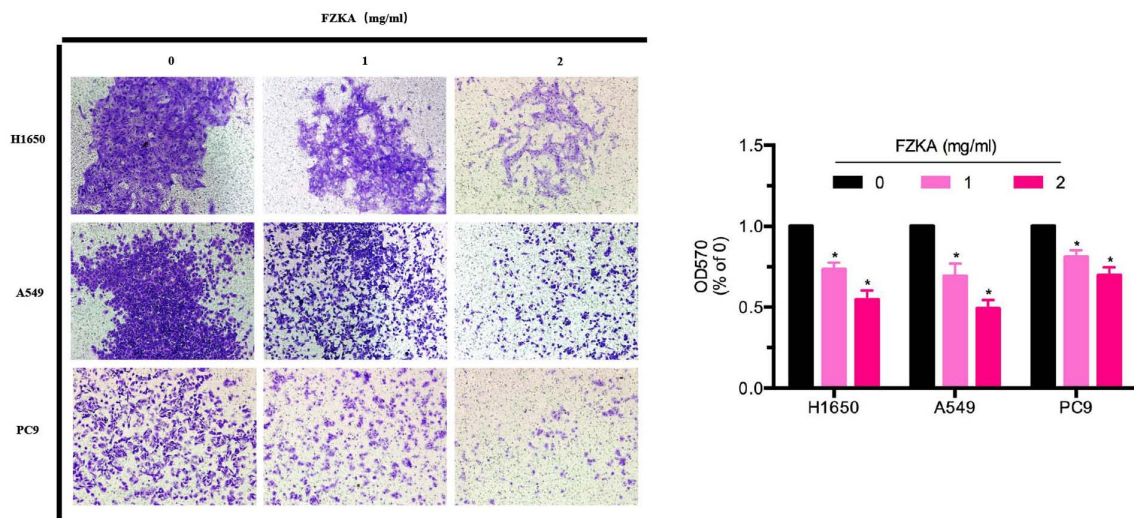 FZKA (mg/ml)
0 1 2
H1650
A549
PC9
FZKA (mg/ml)
0 1 2
OD570
(% of 0)
1.5
1.0
0.5
0.0
* * * * * *
H1650 A549 PC9